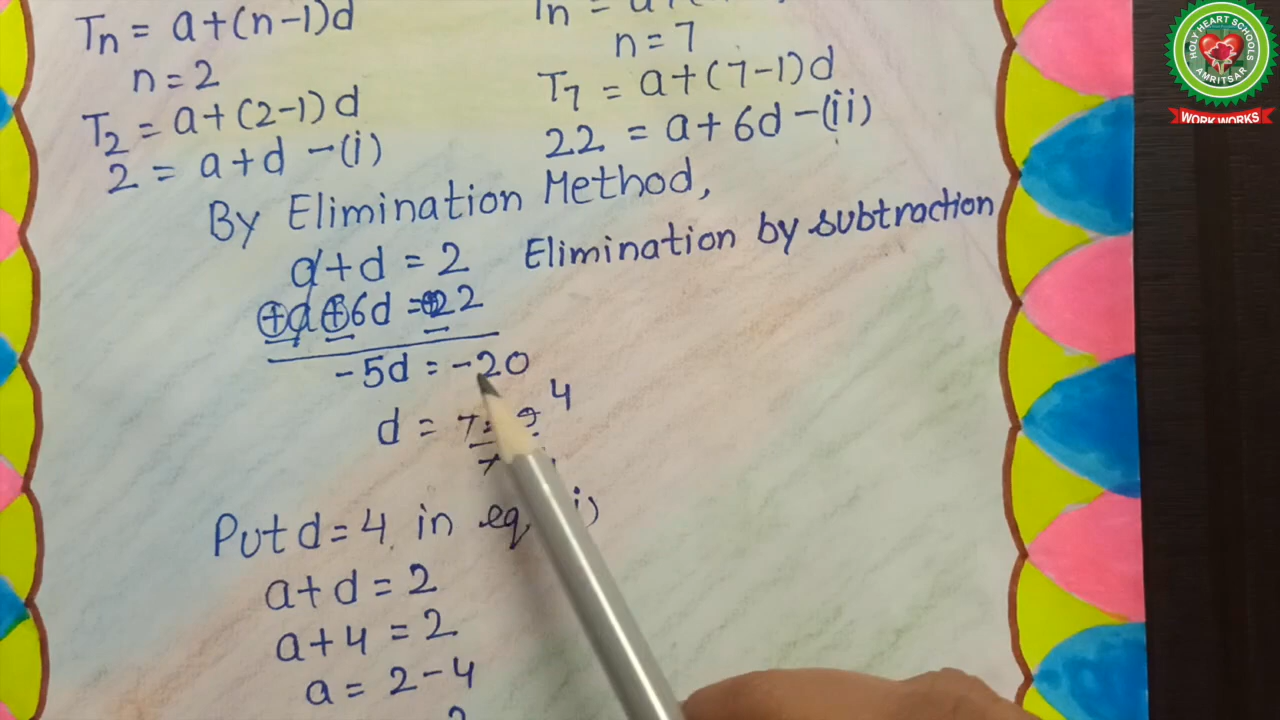 Tn = a+(n-1)d
n = 2
T2 = a+(2-1)d
2 = a+d -(i)
n = 7
T7 = a+(7-1)d
22 = a+6d -(ii)
By Elimination Method,
Elimination by subtraction
a+d = 2
+a+6d = +22
-5d = -20
d = 4
Put d = 4 in eq i)
a+d = 2
a+4 = 2
a = 2-4
HOLY HEART SCHOOLS
AMRITSAR
WORK WORKS